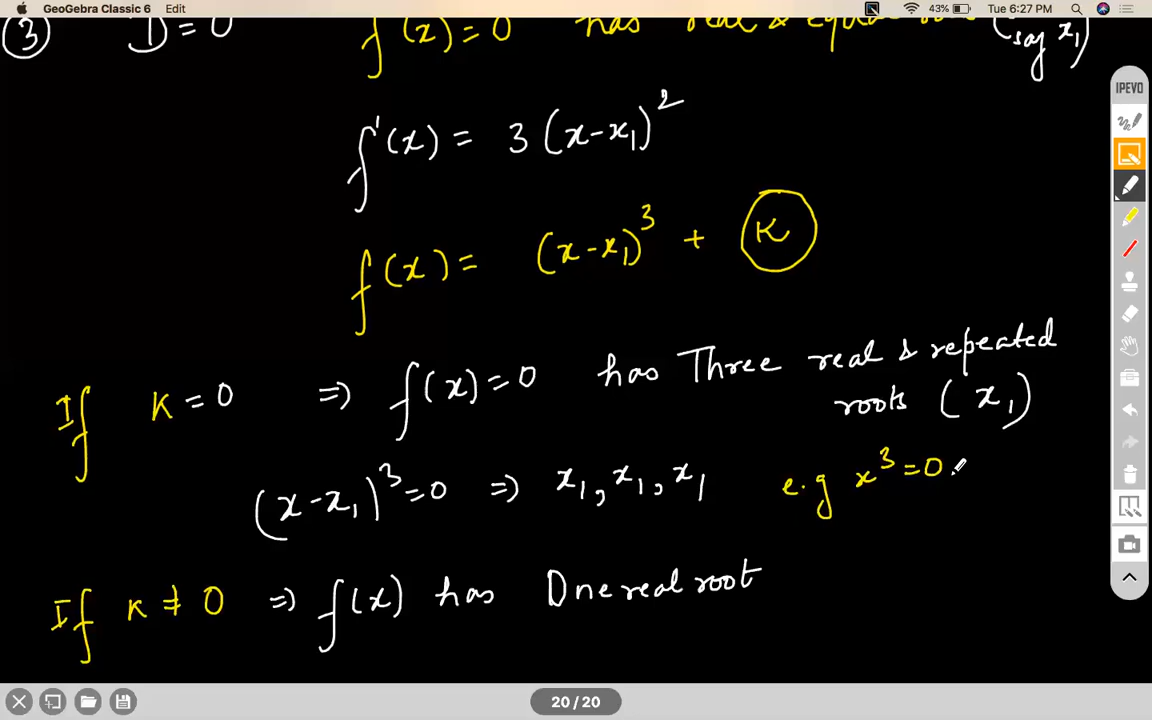 GeoGebra Classic 6 Edit 43% Tue 6:27 PM
③ D = 0 f'(x) = 0 has real & equal (say x₁)
f'(x) = 3 (x-x₁)²
f(x) = (x-x₁)³ + K
IPEVO
If K = 0 ⇒ f(x) = 0 has Three real & repeated
roots (x₁)
(x - x₁)³ = 0 ⇒ x₁, x₁, x₁ e.g x³ = 0.
If K ≠ 0 ⇒ f(x) has One real root
20 / 20